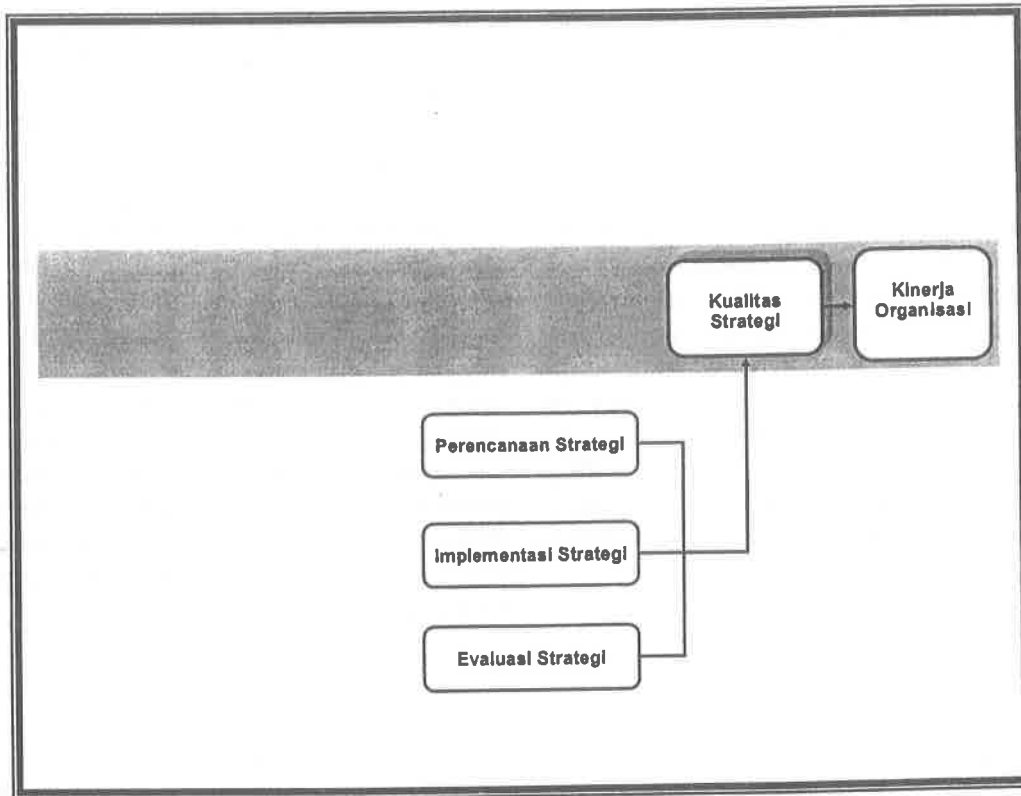 Kualitas
Strategi
Kinerja
Organisasi
Perencanaan Strategi
Implementasi Strategi
Evaluasi Strategi